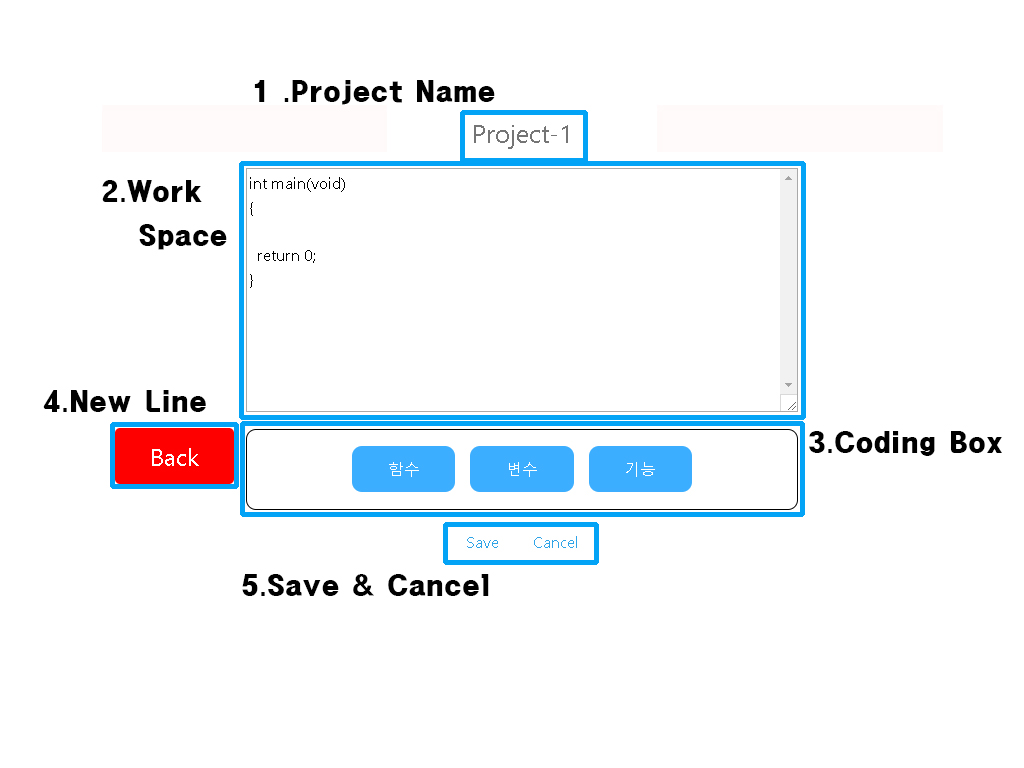 1 .Project Name
Project-1
2.Work
Space
int main(void)
{
return 0;
}
4.New Line
Back
3.Coding Box
함수 변수 기능
Save Cancel
5.Save & Cancel